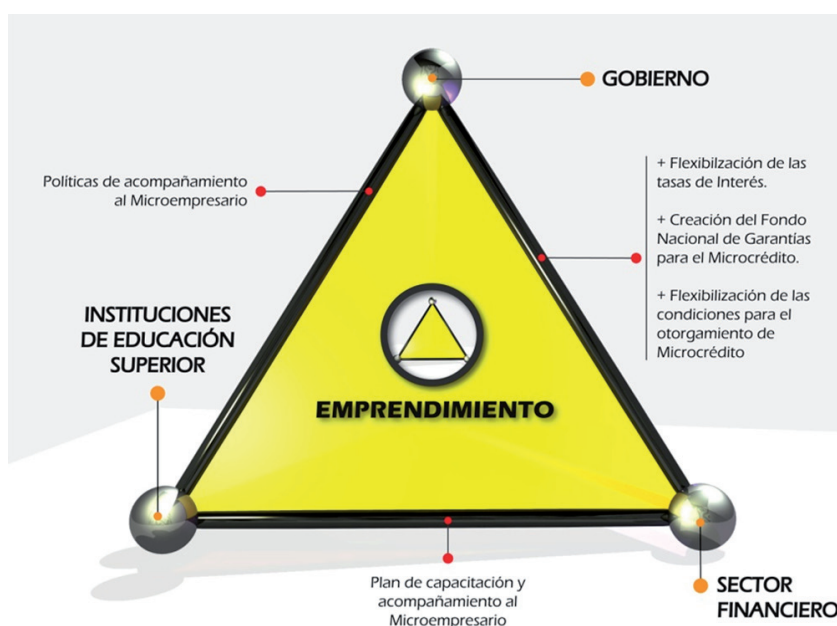 GOBIERNO
Políticas de acompañamiento
al Microempresario
+ Flexibilzación de las
tasas de Interés.
+ Creación del Fondo
Nacional de Garantías
para el Microcrédito.
+ Flexibilización de las
condiciones para el
otorgamiento de
Microcrédito
INSTITUCIONES
DE EDUCACIÓN
SUPERIOR
EMPRENDIMIENTO
Plan de capacitación y
acompañamiento al
Microempresario
SECTOR
FINANCIERO